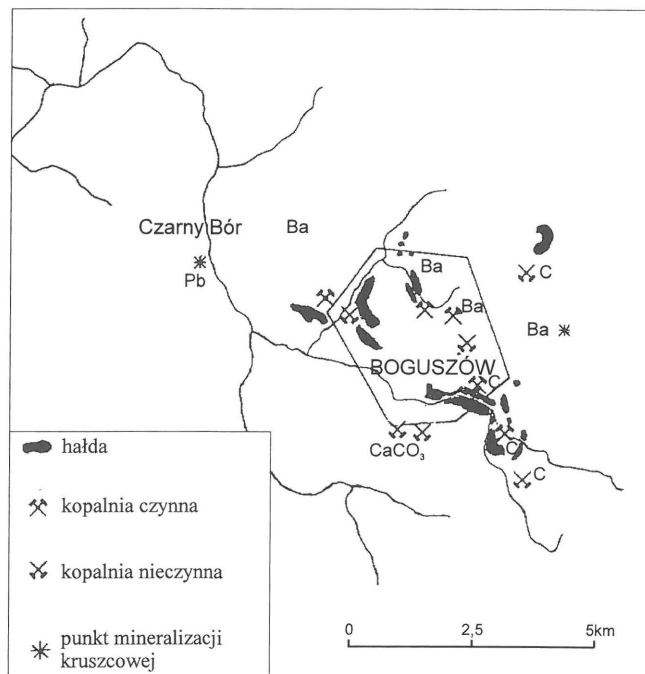 Czarny Bór
Ba
Pb
Ba
C
Ba
Ba
BOGUSZÓW
C
CaCO₃
C
C
hałda
kopalnia czynna
kopalnia nieczynna
punkt mineralizacji
kruszcowej
0 2,5 5km